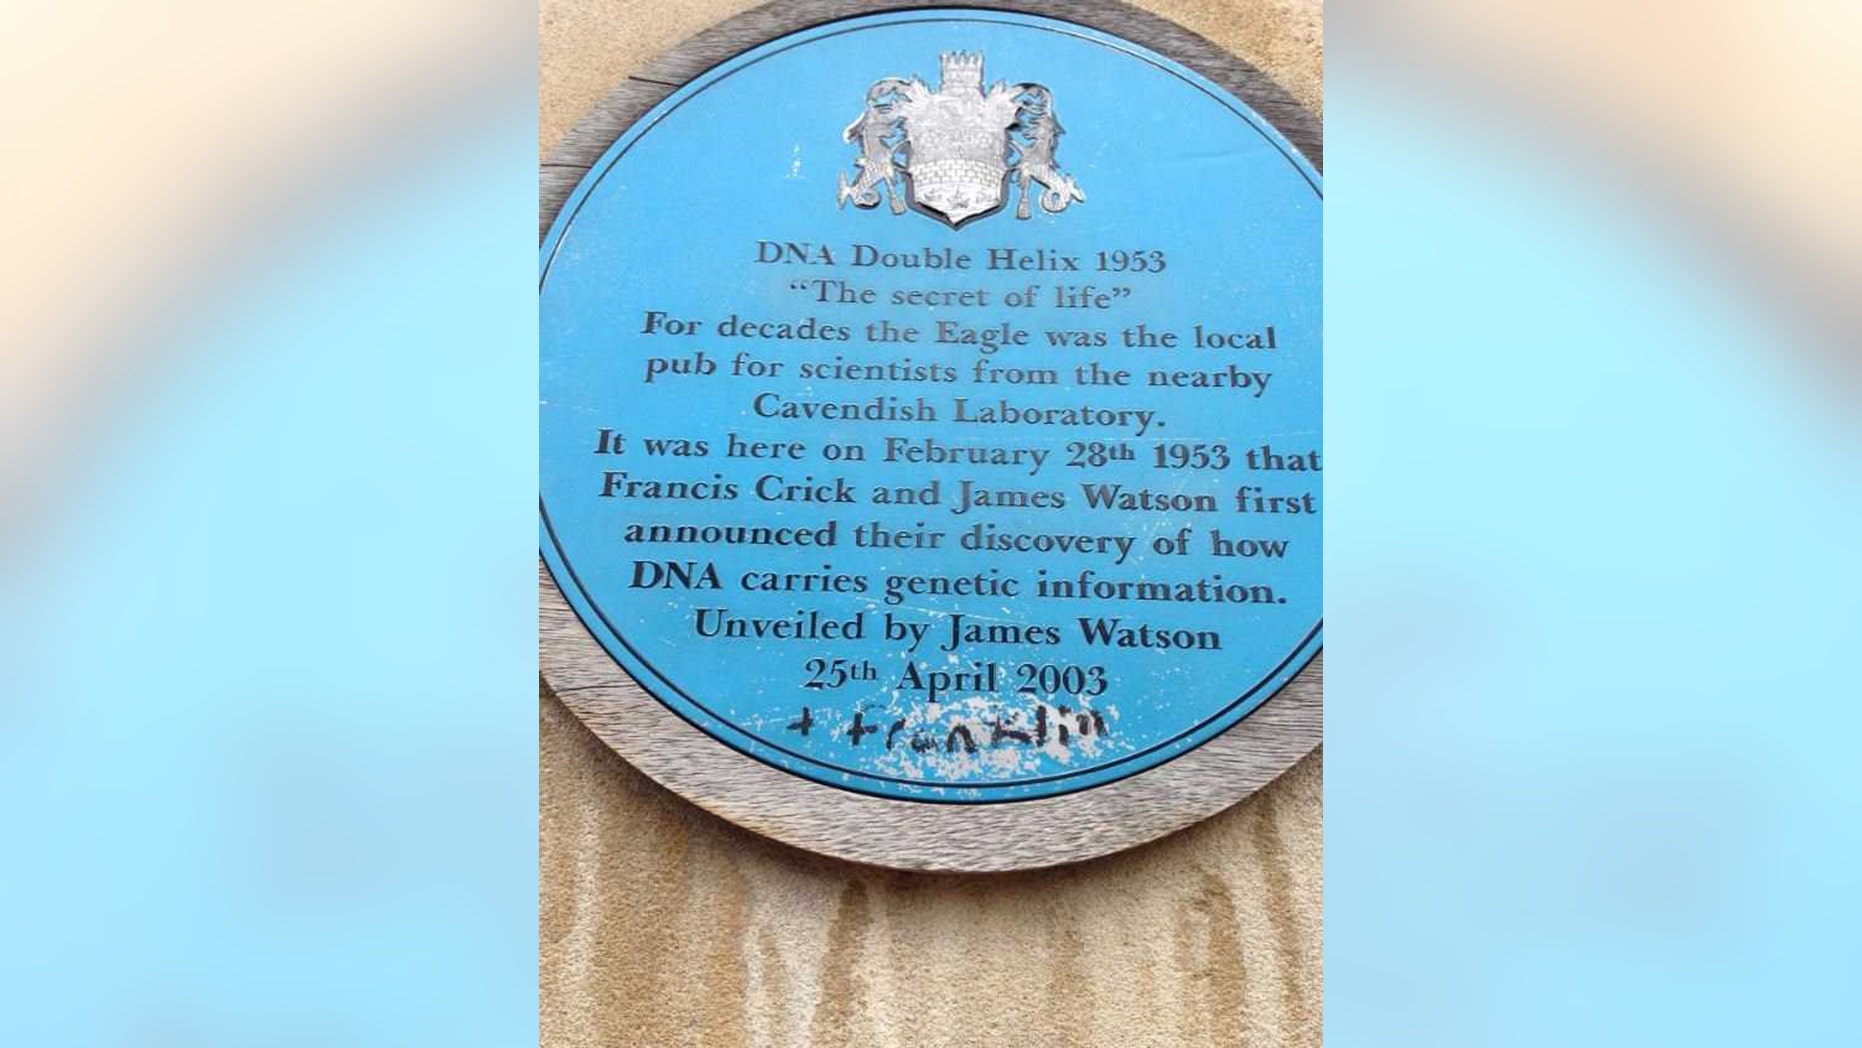 DNA Double Helix 1953
“The secret of life”
For decades the Eagle was the local
pub for scientists from the nearby
Cavendish Laboratory.
It was here on February 28th 1953 that
Francis Crick and James Watson first
announced their discovery of how
DNA carries genetic information.
Unveiled by James Watson
25th April 2003
+ Franklin